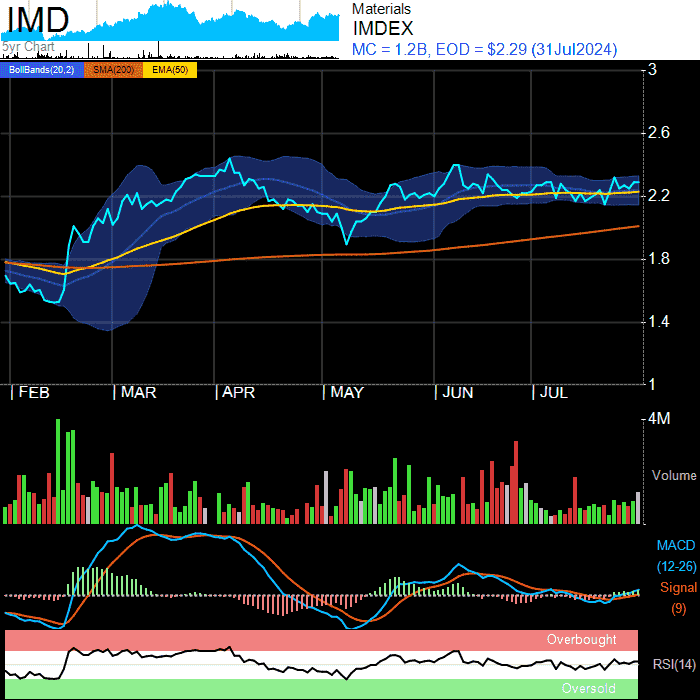 IMD
Materials
IMDEX
MC = 1.2B, EOD = $2.29 (31Jul2024)
5yr Chart
BollBands(20,2) SMA(200) EMA(50)
3
2.6
2.2
1.8
1.4
1
FEB MAR APR MAY JUN JUL
4M
Volume
MACD
(12-26)
Signal
(9)
Overbought
RSI(14)
Oversold